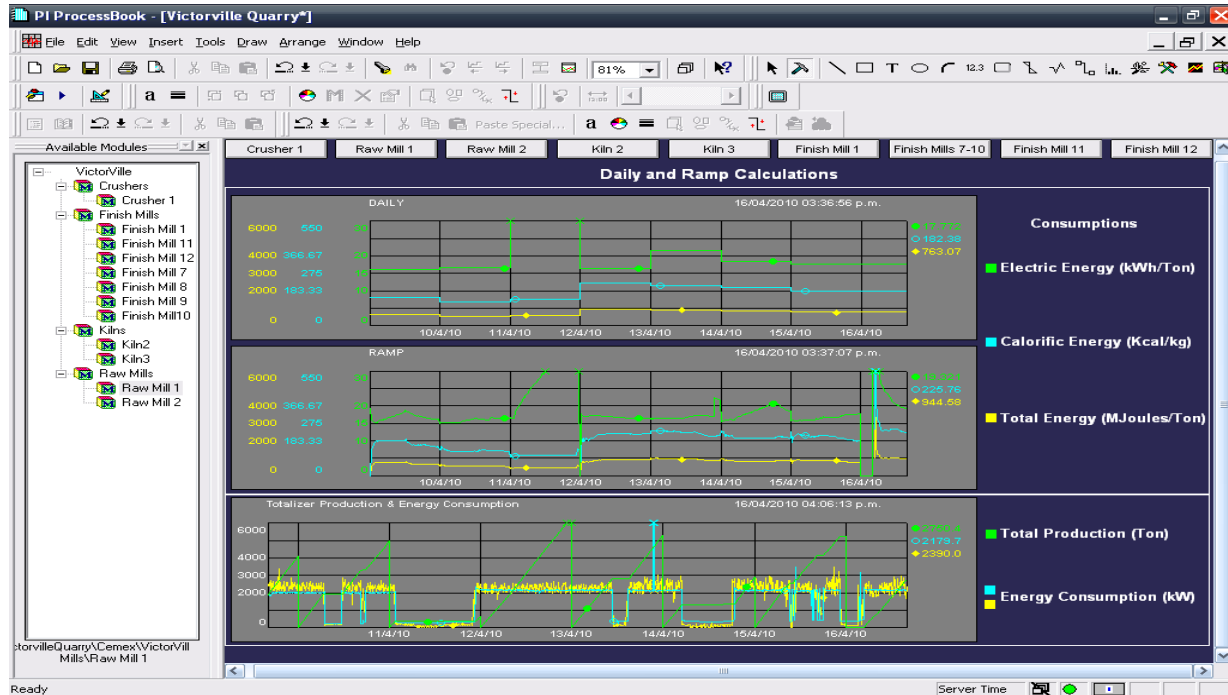 PI ProcessBook - [Victorville Quarry*]
File Edit View Insert Tools Draw Arrange Window Help
81%
T 12.3
a
Paste Special... a
Available Modules
VictorVille
Crushers
Crusher 1
Finish Mills
Finish Mill 1
Finish Mill 11
Finish Mill 12
Finish Mill 7
Finish Mill 8
Finish Mill 9
Finish Mill10
Kilns
Kiln2
Kiln3
Raw Mills
Raw Mill 1
Raw Mill 2
ctorvilleQuarry\Cemex\VictorVill
Mills\Raw Mill 1
Crusher 1 Raw Mill 1 Raw Mill 2 Kiln 2 Kiln 3 Finish Mill 1 Finish Mills 7-10 Finish Mill 11 Finish Mill 12
Daily and Ramp Calculations
DAILY 16/04/2010 03:36:56 p.m.
6000 550 30
4000 366.67 20
3000 275 15
2000 183.33 10
0 0 0
17.772
182.38
763.07
10/4/10 11/4/10 12/4/10 13/4/10 14/4/10 15/4/10 16/4/10
RAMP 16/04/2010 03:37:07 p.m.
6000 550 30
4000 366.67 20
3000 275 15
2000 183.33 10
0 0 0
19.321
225.76
944.58
10/4/10 11/4/10 12/4/10 13/4/10 14/4/10 15/4/10 16/4/10
Totalizer Production & Energy Consumption 16/04/2010 04:06:13 p.m.
6000
4000
3000
2000
0
2750.4
2179.7
2390.0
11/4/10 12/4/10 13/4/10 14/4/10 15/4/10 16/4/10
Consumptions
Electric Energy (kWh/Ton)
Calorific Energy (Kcal/kg)
Total Energy (MJoules/Ton)
Total Production (Ton)
Energy Consumption (kW)
Ready Server Time